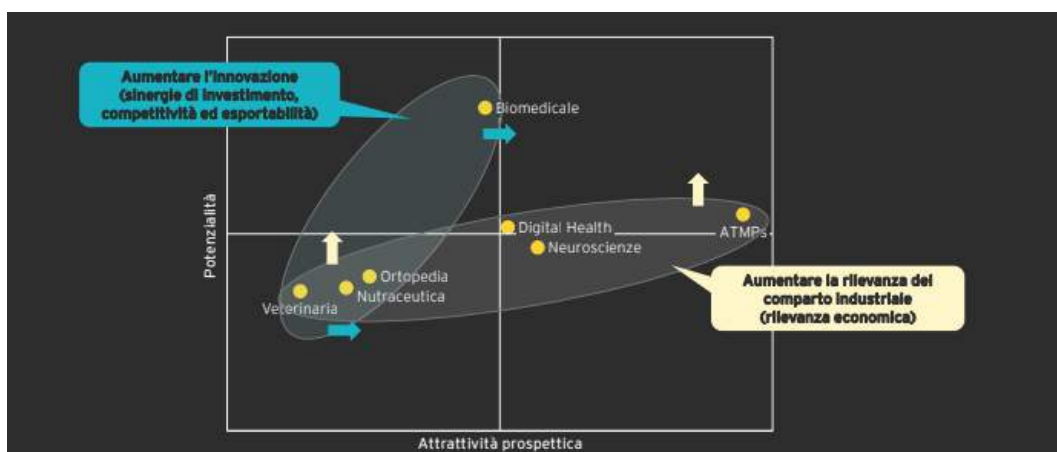 Aumentare l'innovazione
(sinergie di investimento,
competitività ed esportabilità)
Biomedicale
Potenzialità
Digital Health
Neuroscienze
ATMPs
Ortopedia
Nutraceutica
Veterinaria
Aumentare la rilevanza del
comparto industriale
(rilevanza economica)
Attrattività prospettica